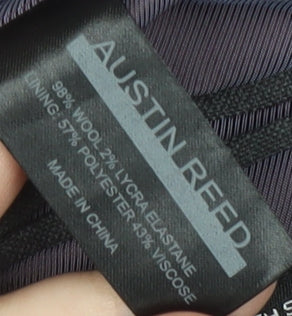 AUSTIN REED
98% WOOL 2% LYCRA ELASTANE
LINING: 57% POLYESTER 43% VISCOSE
MADE IN CHINA